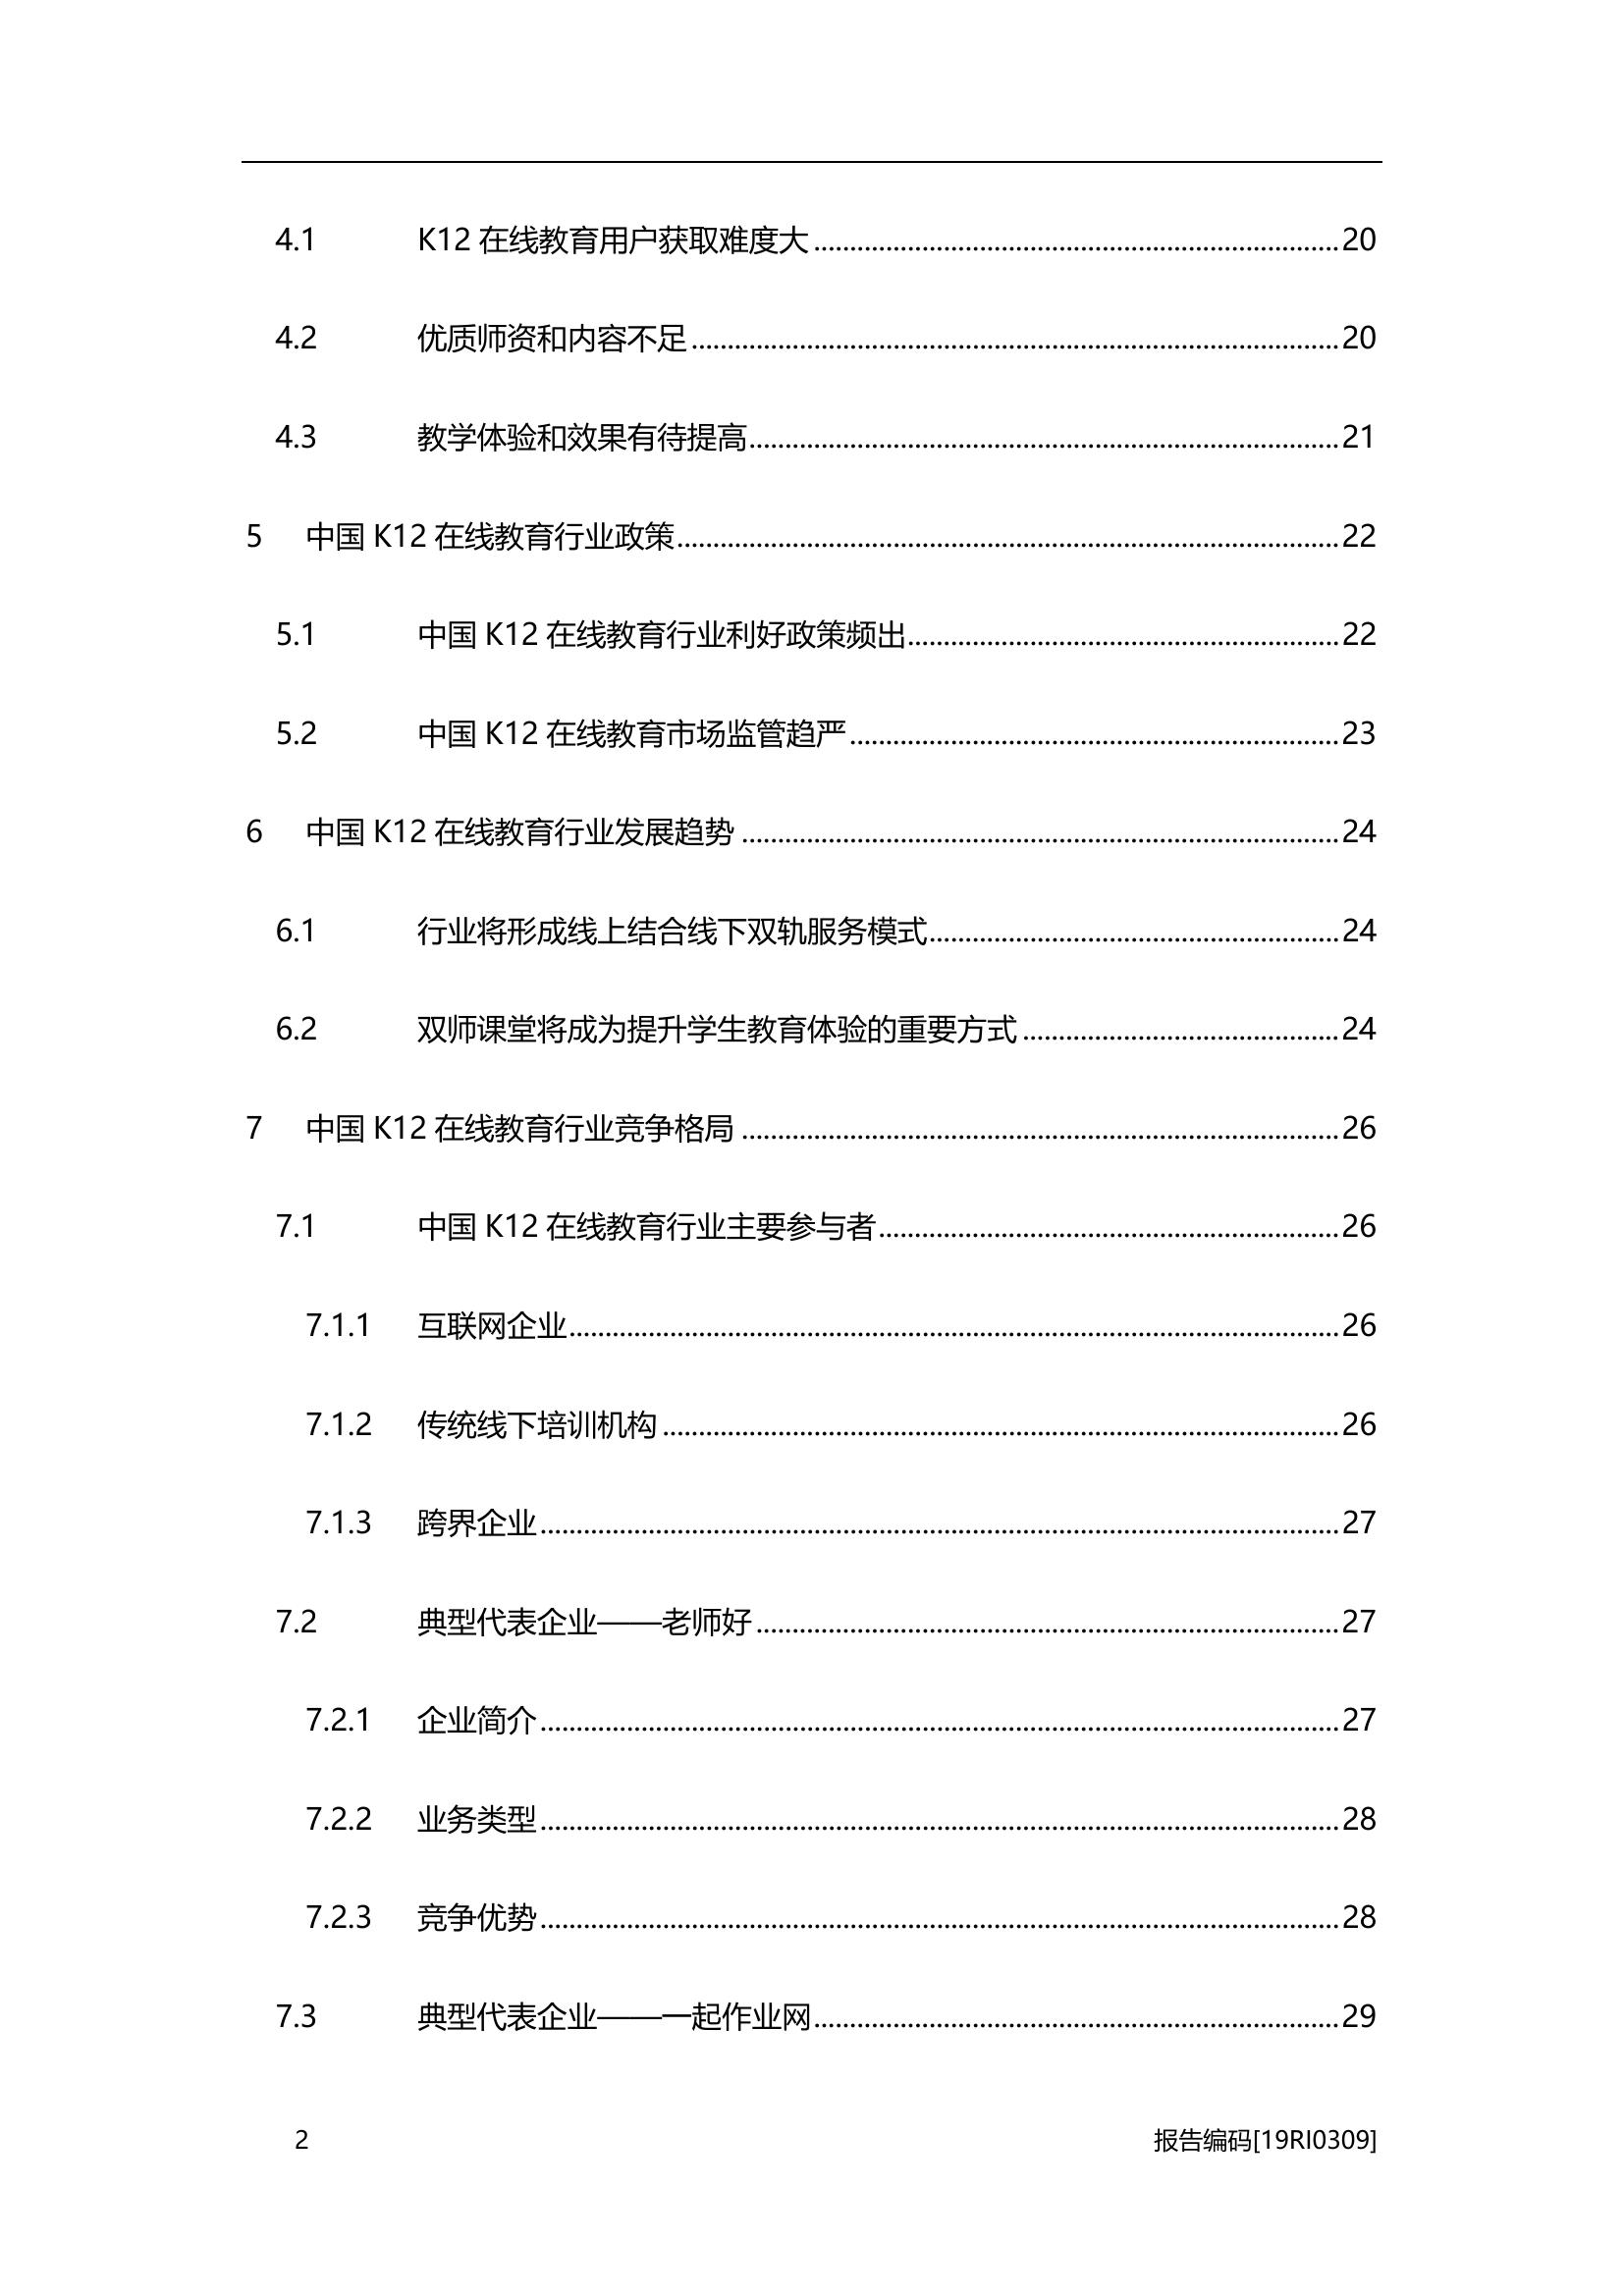 4.1 K12 在线教育用户获取难度大 ........................ 20
4.2 优质师资和内容不足 ........................ 20
4.3 教学体验和效果有待提高 ........................ 21
5 中国 K12 在线教育行业政策 ........................ 22
5.1 中国 K12 在线教育行业利好政策频出 ........................ 22
5.2 中国 K12 在线教育市场监管趋严 ........................ 23
6 中国 K12 在线教育行业发展趋势 ........................ 24
6.1 行业将形成线上结合线下双轨服务模式 ........................ 24
6.2 双师课堂将成为提升学生教育体验的重要方式 ........................ 24
7 中国 K12 在线教育行业竞争格局 ........................ 26
7.1 中国 K12 在线教育行业主要参与者 ........................ 26
7.1.1 互联网企业 ........................ 26
7.1.2 传统线下培训机构 ........................ 26
7.1.3 跨界企业 ........................ 27
7.2 典型代表企业——老师好 ........................ 27
7.2.1 企业简介 ........................ 27
7.2.2 业务类型 ........................ 28
7.2.3 竞争优势 ........................ 28
7.3 典型代表企业——一起作业网 ........................ 29
2 报告编码[19RI0309]